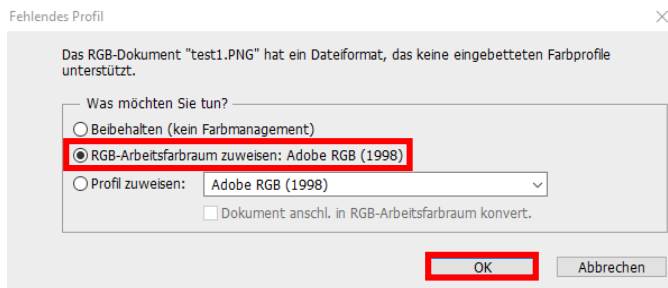 Fehlendes Profil
Das RGB-Dokument "test1.PNG" hat ein Dateiformat, das keine eingebetteten Farbprofile
unterstützt.
Was möchten Sie tun?
Beibehalten (kein Farbmanagement)
RGB-Arbeitsfarbraum zuweisen: Adobe RGB (1998)
Profil zuweisen: Adobe RGB (1998)
Dokument anschl. in RGB-Arbeitsfarbraum konvert.
OK Abbrechen